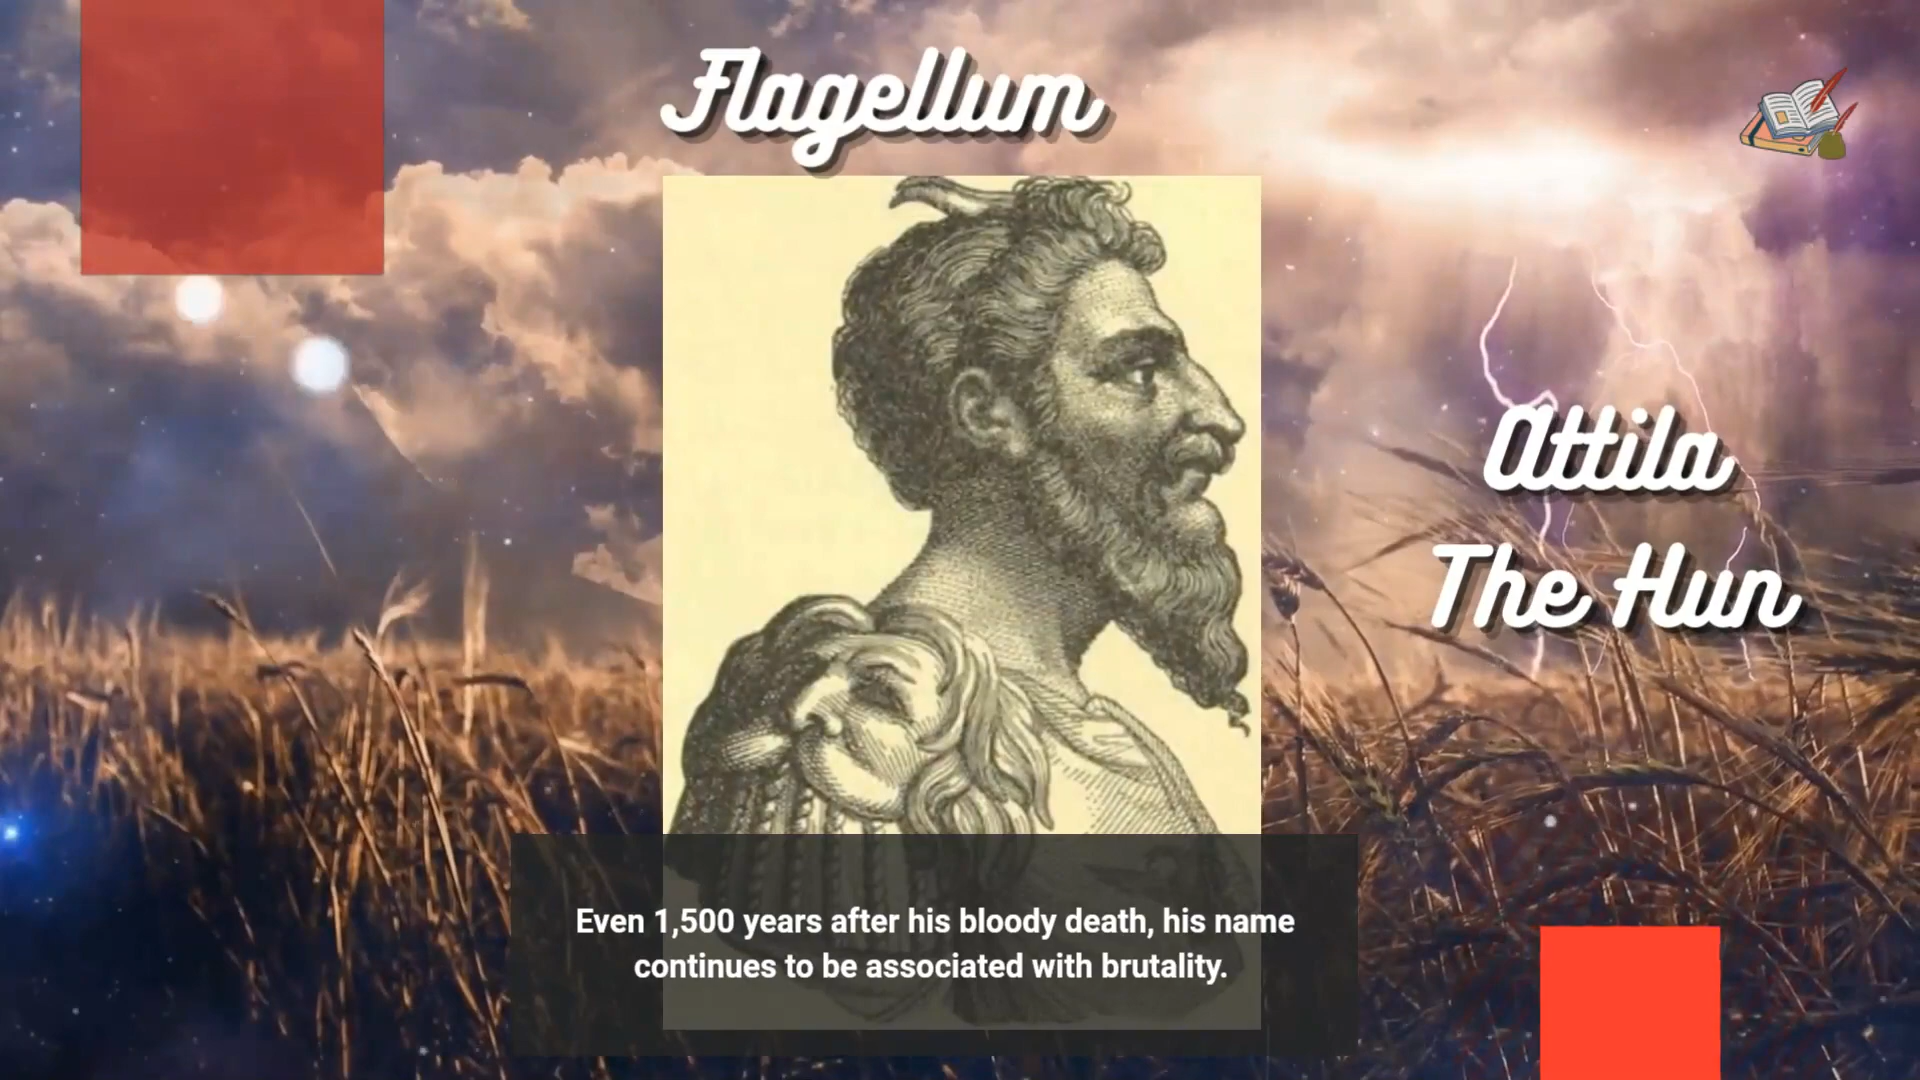 Flagellum
Attila
The Hun
Even 1,500 years after his bloody death, his name
continues to be associated with brutality.